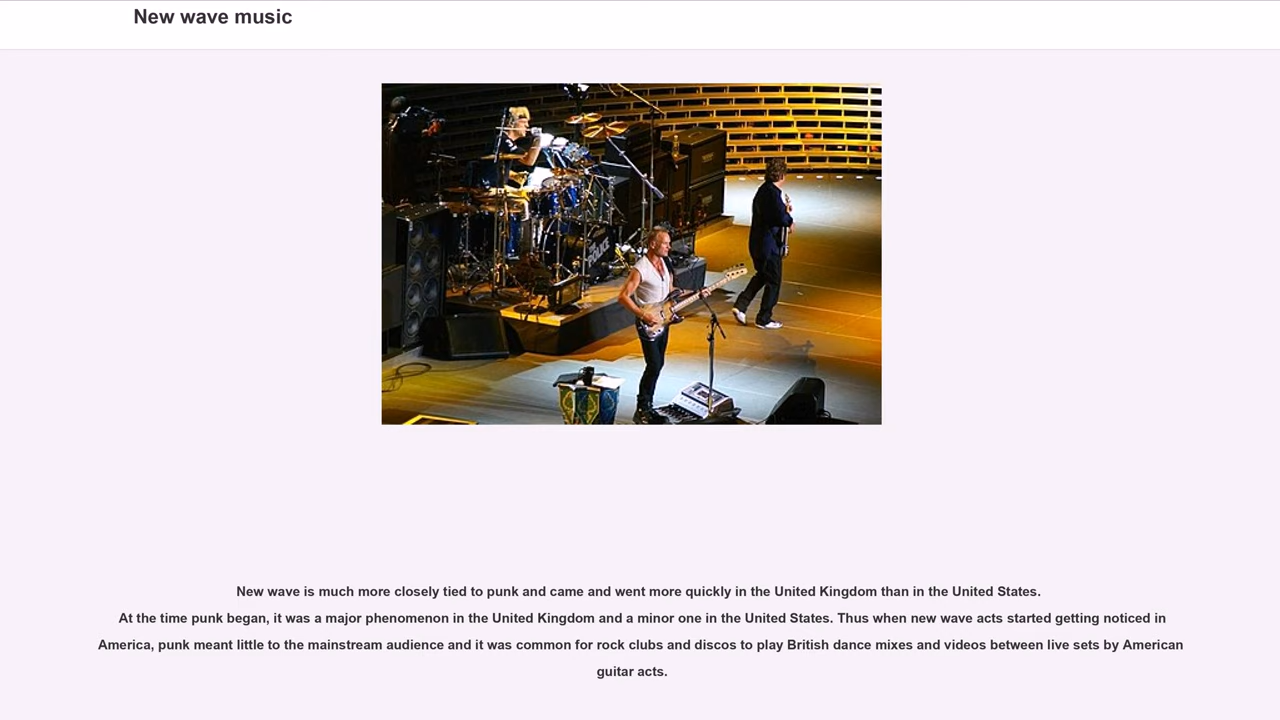 New wave music
THE
POLICE
New wave is much more closely tied to punk and came and went more quickly in the United Kingdom than in the United States.
At the time punk began, it was a major phenomenon in the United Kingdom and a minor one in the United States. Thus when new wave acts started getting noticed in
America, punk meant little to the mainstream audience and it was common for rock clubs and discos to play British dance mixes and videos between live sets by American
guitar acts.